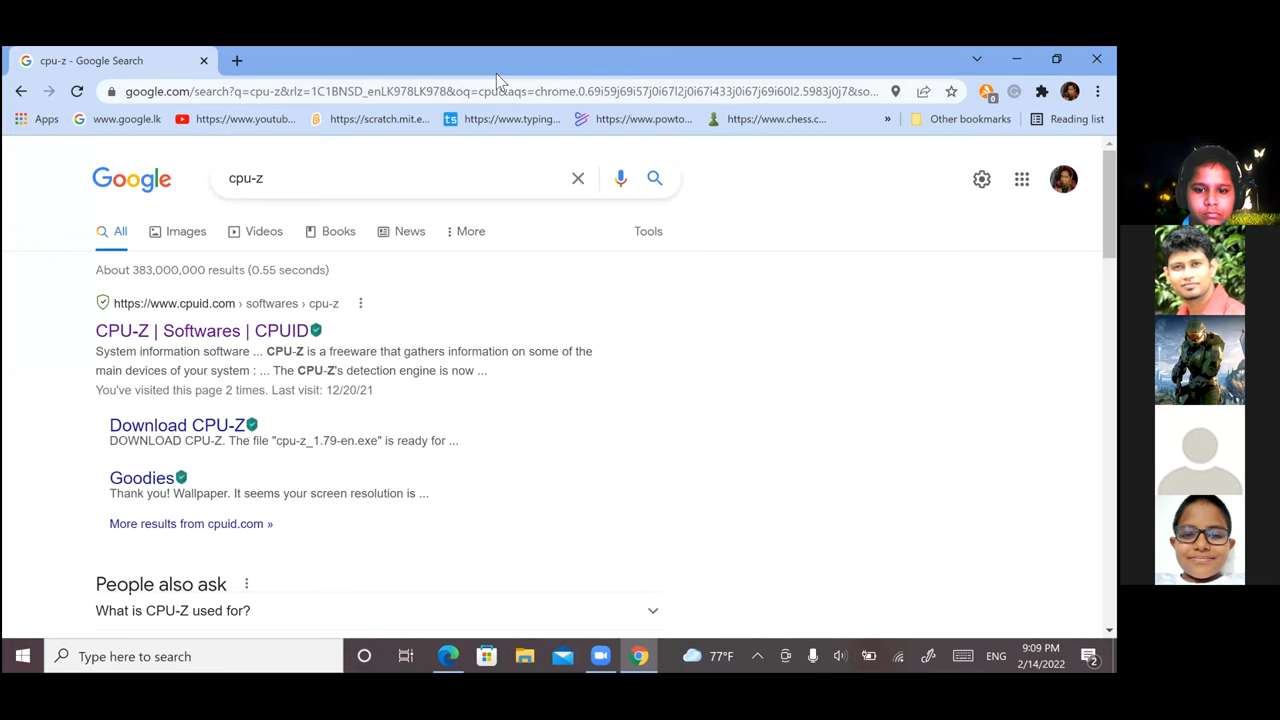 cpu-z - Google Search
google.com/search?q=cpu-z&rlz=1C1BNSD_enLK978LK978&oq=cpu&aqs=chrome.0.69i59j69i57j0i67l2j0i67i433j0i67j69i60l2.5983j0j7&so...
Apps www.google.lk https://www.youtub... https://scratch.mit.e... https://www.typing... https://www.powto... https://www.chess.c... » Other bookmarks Reading list
Google cpu-z
All Images Videos Books News More Tools
About 383,000,000 results (0.55 seconds)
https://www.cpuid.com › softwares › cpu-z
CPU-Z | Softwares | CPUID
System information software ... CPU-Z is a freeware that gathers information on some of the
main devices of your system : ... The CPU-Z's detection engine is now ...
You've visited this page 2 times. Last visit: 12/20/21
Download CPU-Z
DOWNLOAD CPU-Z. The file "cpu-z_1.79-en.exe" is ready for ...
Goodies
Thank you! Wallpaper. It seems your screen resolution is ...
More results from cpuid.com »
People also ask
What is CPU-Z used for?
Type here to search 77°F ENG 9:09 PM
2/14/2022 2